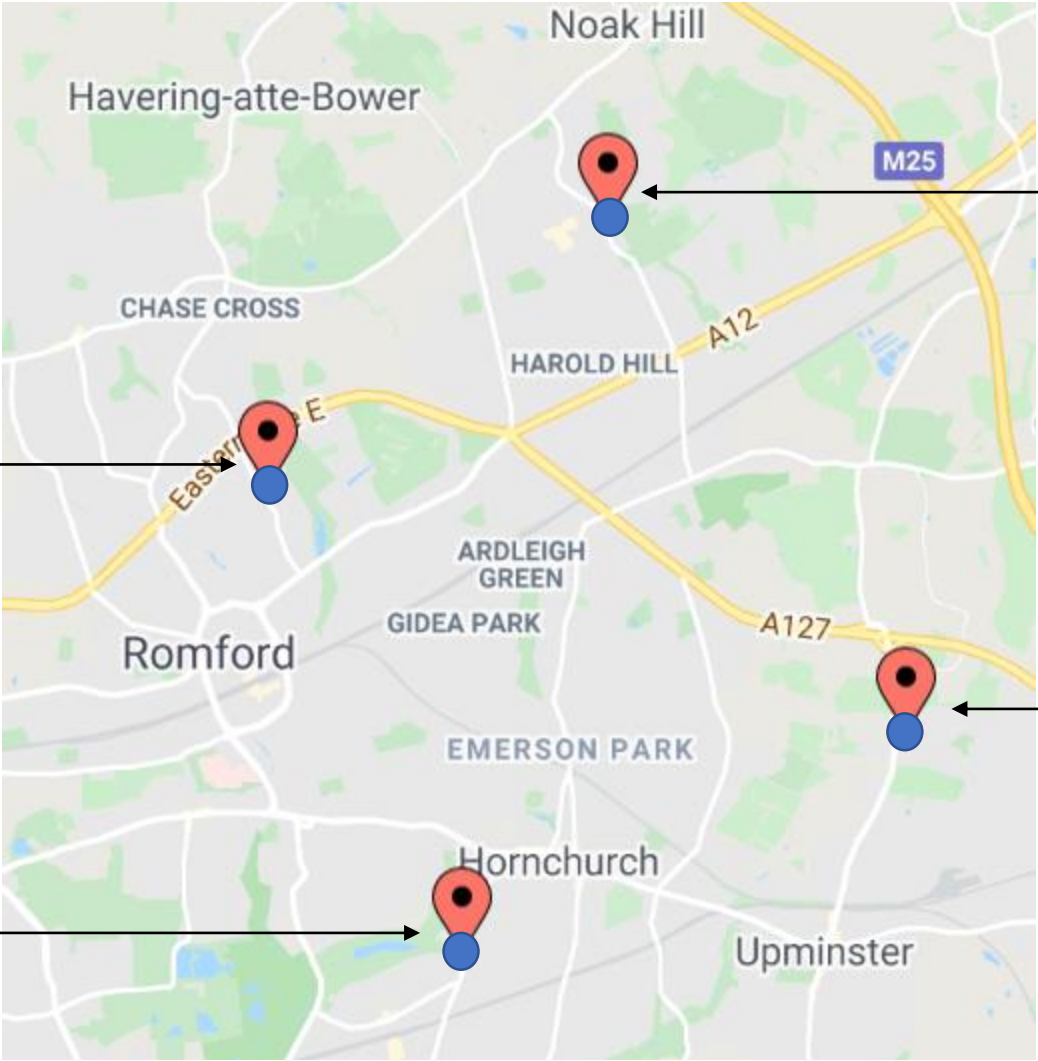 Noak Hill
Havering-atte-Bower
M25
CHASE CROSS
A12
HAROLD HILL
E
ARDLEIGH
GREEN
GIDEA PARK
A127
Romford
EMERSON PARK
Hornchurch
Upminster